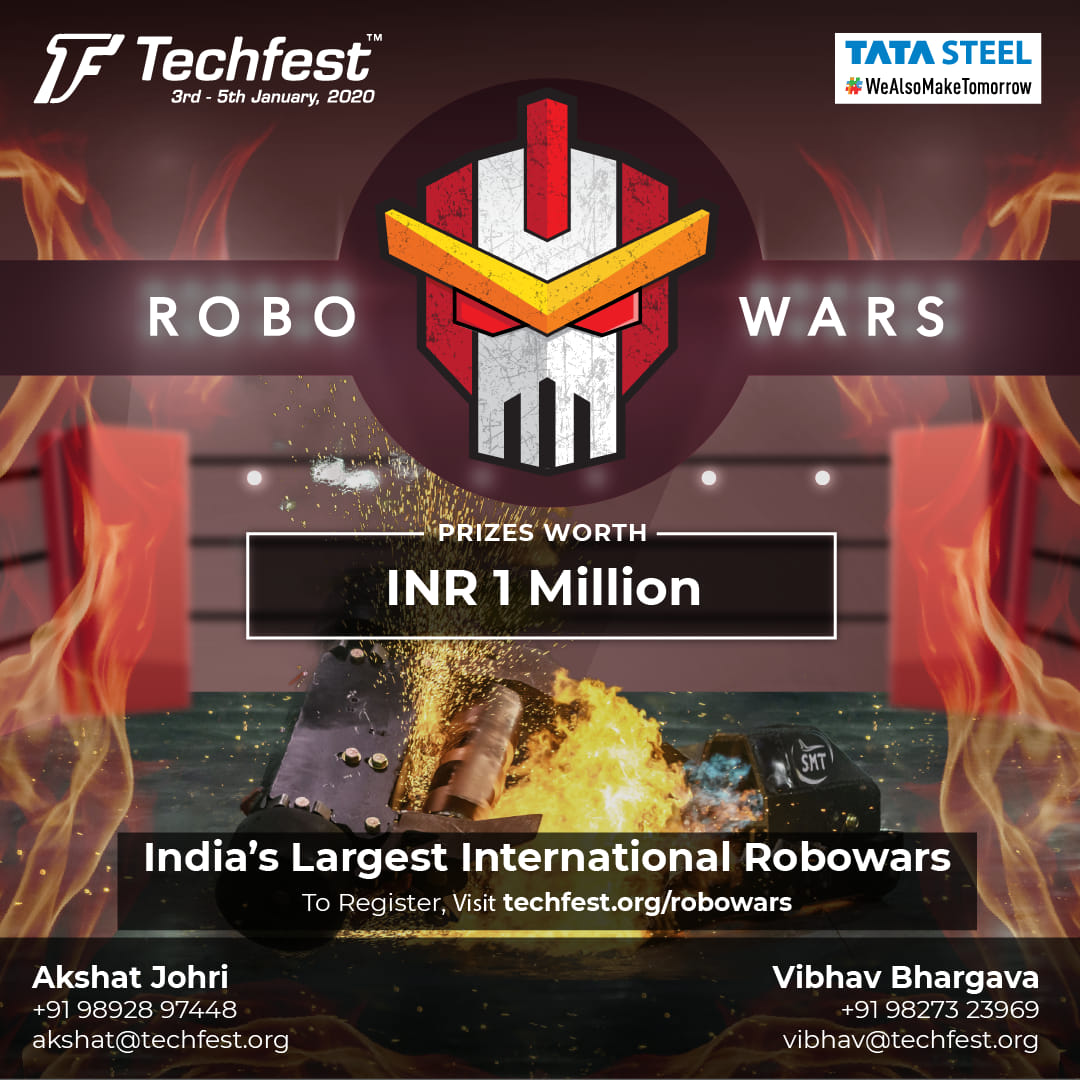 Techfest™
3rd - 5th January, 2020
TATA STEEL
#WeAlsoMakeTomorrow
ROBO WARS
PRIZES WORTH
INR 1 Million
SMT
India's Largest International Robowars
To Register, Visit techfest.org/robowars
Akshat Johri
+91 98928 97448
akshat@techfest.org
Vibhav Bhargava
+91 98273 23969
vibhav@techfest.org